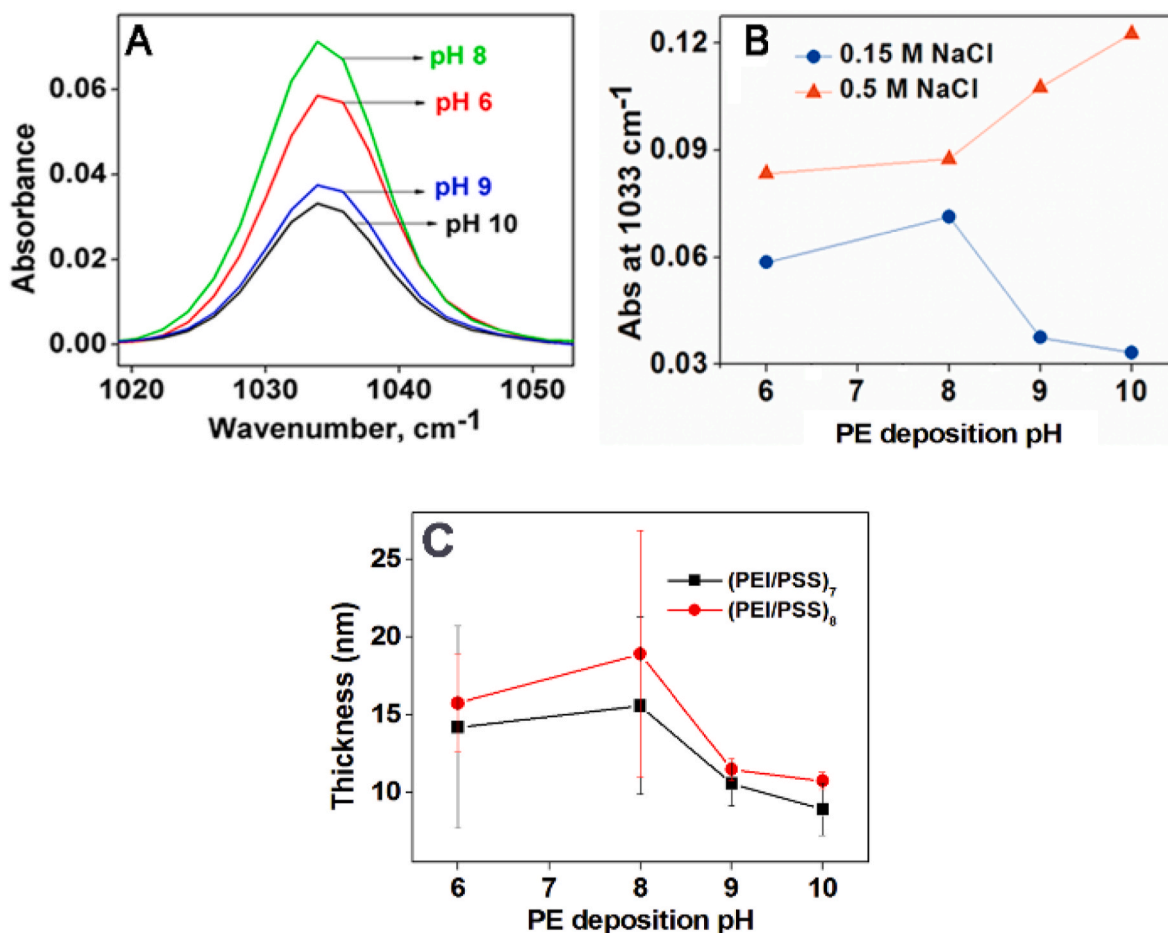 A
pH 8
pH 6
pH 9
pH 10
Absorbance
0.06
0.04
0.02
0.00
1020 1030 1040 1050
Wavenumber, cm⁻¹
B
0.15 M NaCl
0.5 M NaCl
Abs at 1033 cm⁻¹
0.12
0.09
0.06
0.03
6 7 8 9 10
PE deposition pH
C
(PEI/PSS)₇
(PEI/PSS)₈
Thickness (nm)
25
20
15
10
6 7 8 9 10
PE deposition pH